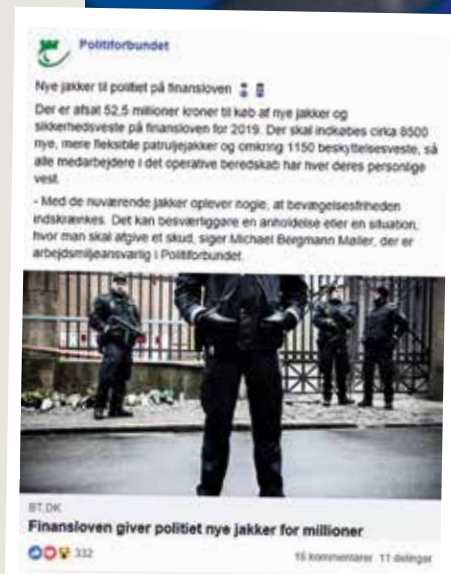 Politiforbundet
Nye jakker til politiet på finansloven
Der er afsat 52,5 millioner kroner til køb af nye jakker og
sikkerhedsveste på finansloven for 2019. Der skal indkøbes cirka 8500
nye, mere fleksible patruljejakker og omkring 1150 beskyttelsesveste, så
alle medarbejdere i det operative beredskab har hver deres personlige
vest.
- Med de nuværende jakker oplever nogle, at bevægelsesfriheden
indskrænkes. Det kan besværliggøre en anholdelse eller en situation,
hvor man skal afgive et skud, siger Michael Bergmann Møller, der er
arbejdsmiljøansvarlig i Politiforbundet.
BT.DK
Finansloven giver politiet nye jakker for millioner
332
15 kommentarer 11 delinger